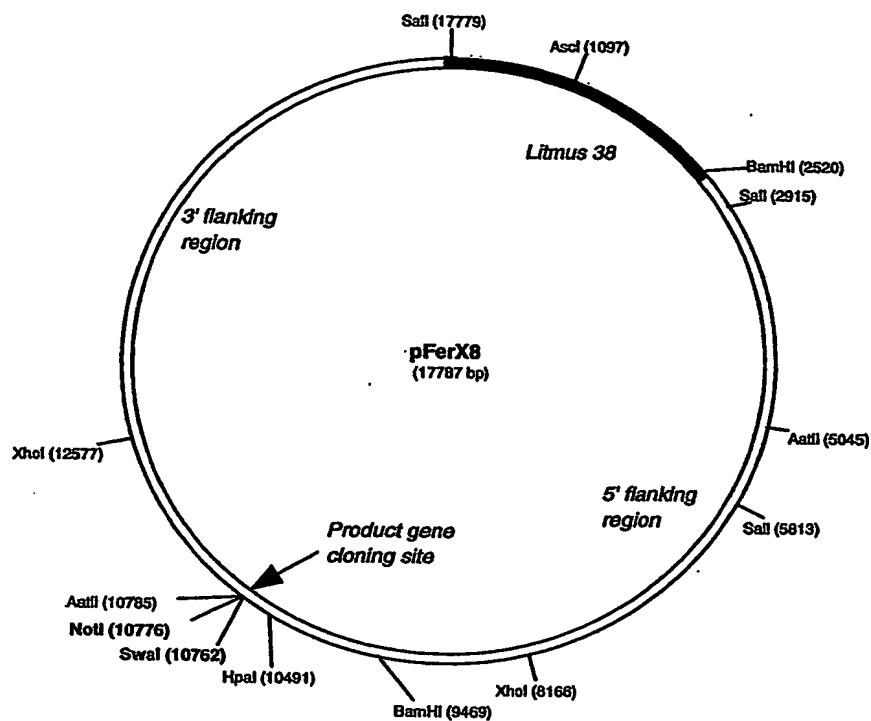 SalI (17779)
AscI (1097)
Litmus 38
BamHI (2520)
SalI (2915)
3' flanking
region
pFerX8
(17787 bp)
AatII (5045)
XhoI (12577)
5' flanking
region
SalI (5813)
Product gene
cloning site
AatII (10785)
NotI (10776)
SwaI (10762)
HpaI (10491)
XhoI (8168)
BamHI (9469)